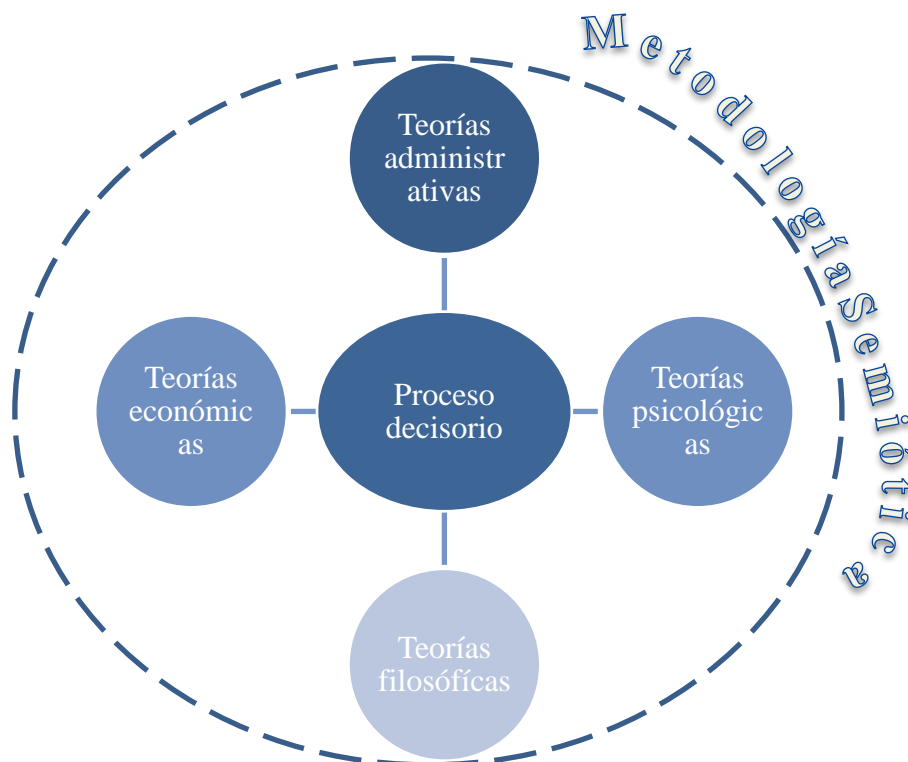 MetodologíaSemiótica
Teorías
administr
ativas
Teorías
económic
as
Proceso
decisorio
Teorías
psicológic
as
Teorías
filosófícas